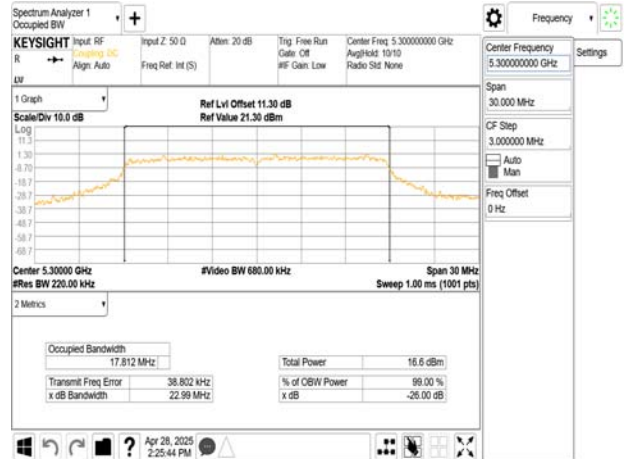 Spectrum Analyzer 1
Occupied BW
Frequency
KEYSIGHT
Input: RF
Coupling: DC
Align: Auto
Input Z: 50 Ω
Freq Ref: Int (S)
Atten: 20 dB
Trig: Free Run
Gate: Off
#IF Gain: Low
Center Freq: 5.300000000 GHz
Avg|Hold: 10/10
Radio Std: None
R
LXI
Center Frequency
5.300000000 GHz
Settings
Span
30.000 MHz
CF Step
3.000000 MHz
Auto
Man
Freq Offset
0 Hz
1 Graph
Scale/Div 10.0 dB
Ref Lvl Offset 11.30 dB
Ref Value 21.30 dBm
Log
11.3
1.30
-8.70
-18.7
-28.7
-38.7
-48.7
-58.7
-68.7
Center 5.30000 GHz
#Video BW 680.00 kHz
Span 30 MHz
#Res BW 220.00 kHz
Sweep 1.00 ms (1001 pts)
2 Metrics
Occupied Bandwidth
17.812 MHz
Total Power 16.6 dBm
Transmit Freq Error 38.802 kHz
% of OBW Power 99.00 %
x dB Bandwidth 22.99 MHz
x dB -26.00 dB
?
Apr 28, 2025
2:25:44 PM